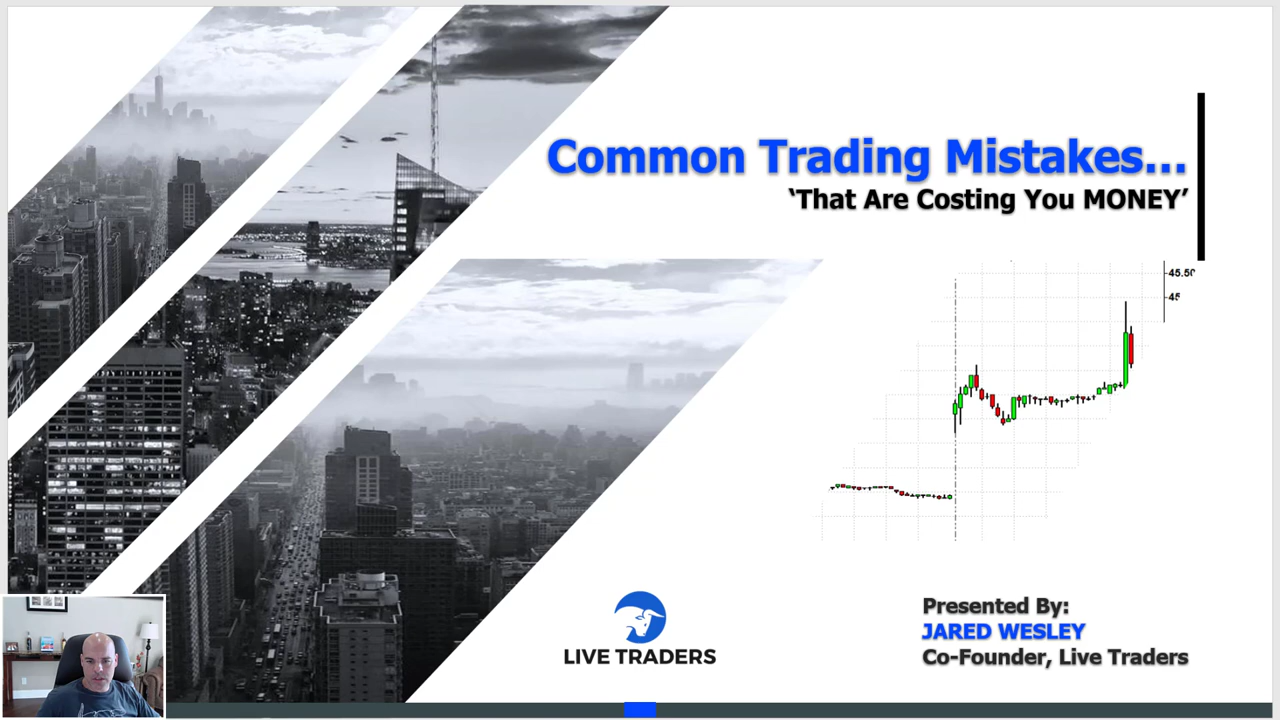 Common Trading Mistakes...
‘That Are Costing You MONEY’
45.50
45
LIVE TRADERS
Presented By:
JARED WESLEY
Co-Founder, Live Traders